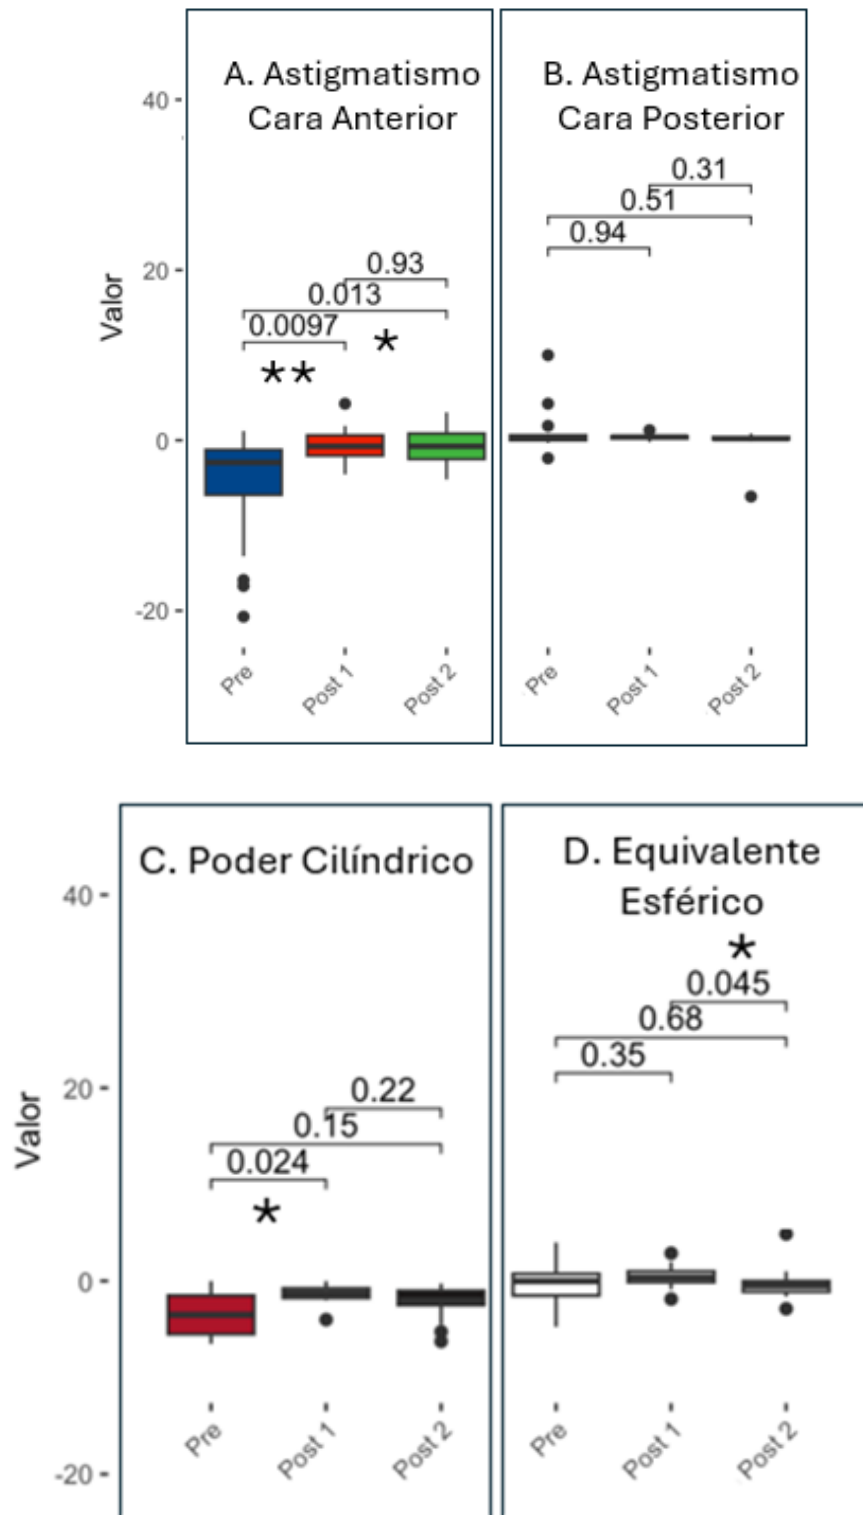 A. Astigmatismo
Cara Anterior
B. Astigmatismo
Cara Posterior
Valor
40
20
0
-20
0.93
0.013
0.0097
*
**
0.31
0.51
0.94
Pre
Post 1
Post 2
Pre
Post 1
Post 2
C. Poder Cilíndrico
D. Equivalente
Esférico
Valor
40
20
0
-20
0.22
0.15
0.024
*
*
0.045
0.68
0.35
Pre
Post 1
Post 2
Pre
Post 1
Post 2